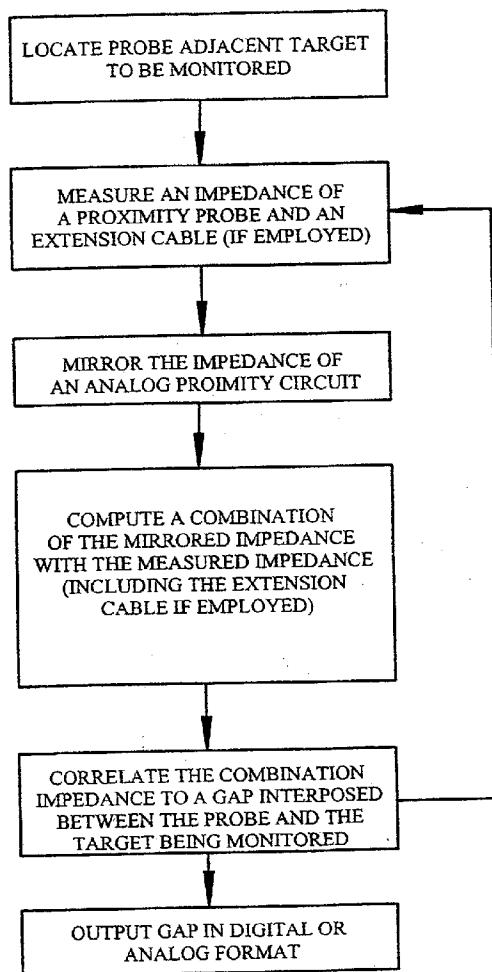 LOCATE PROBE ADJACENT TARGET
TO BE MONITORED
MEASURE AN IMPEDANCE OF
A PROXIMITY PROBE AND AN
EXTENSION CABLE (IF EMPLOYED)
MIRROR THE IMPEDANCE OF
AN ANALOG PROIMITY CIRCUIT
COMPUTE A COMBINATION
OF THE MIRRORED IMPEDANCE
WITH THE MEASURED IMPEDANCE
(INCLUDING THE EXTENSION
CABLE IF EMPLOYED)
CORRELATE THE COMBINATION
IMPEDANCE TO A GAP INTERPOSED
BETWEEN THE PROBE AND THE
TARGET BEING MONITORED
OUTPUT GAP IN DIGITAL OR
ANALOG FORMAT